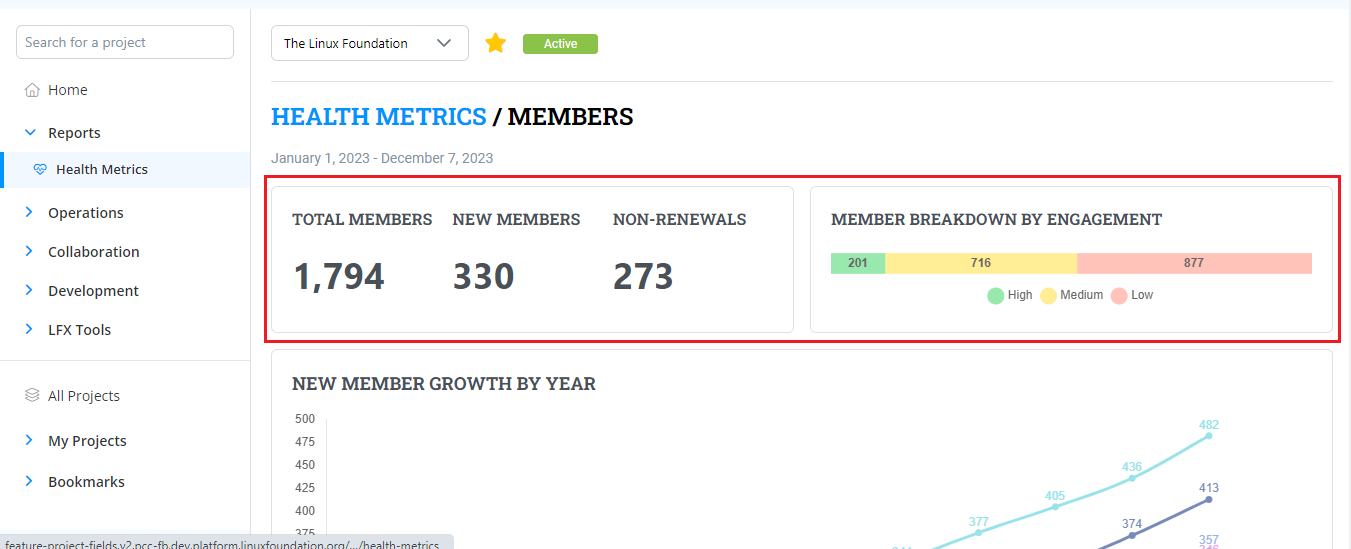 Search for a project
Home
Reports
Health Metrics
Operations
Collaboration
Development
LFX Tools
All Projects
My Projects
Bookmarks
feature-project-fields.v2.pcc-fb.dev.platform.linuxfoundation.org/.../health-metrics
The Linux Foundation
Active
HEALTH METRICS / MEMBERS
January 1, 2023 - December 7, 2023
TOTAL MEMBERS NEW MEMBERS NON-RENEWALS
1,794 330 273
MEMBER BREAKDOWN BY ENGAGEMENT
201 716 877
High Medium Low
NEW MEMBER GROWTH BY YEAR
500
475
450
425
400
375
482
436
405
377
413
374
357